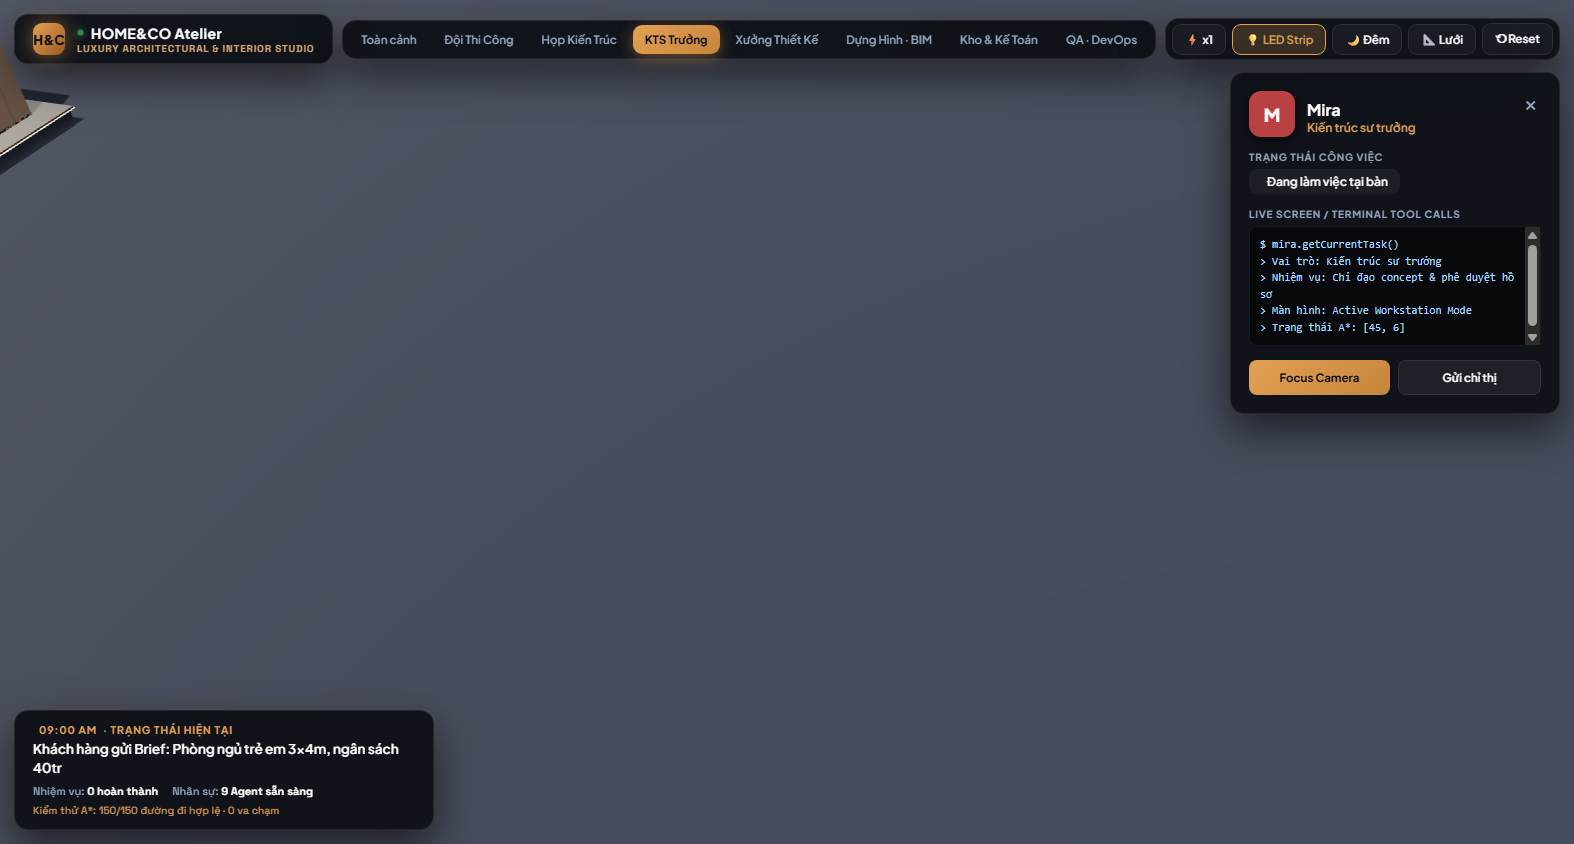 H&C
HOME&CO Atelier
LUXURY ARCHITECTURAL & INTERIOR STUDIO
Toàn cảnh
Đội Thi Công
Họp Kiến Trúc
KTS Trưởng
Xưởng Thiết Kế
Dựng Hình · BIM
Kho & Kế Toán
QA · DevOps
x1
LED Strip
Đêm
Lưới
Reset
M
Mira
Kiến trúc sư trưởng
TRẠNG THÁI CÔNG VIỆC
Đang làm việc tại bàn
LIVE SCREEN / TERMINAL TOOL CALLS
$ mira.getCurrentTask()
> Vai trò: Kiến trúc sư trưởng
> Nhiệm vụ: Chỉ đạo concept & phê duyệt hồ
sơ
> Màn hình: Active Workstation Mode
> Trạng thái A*: [45, 6]
Focus Camera
Gửi chỉ thị
09:00 AM · TRẠNG THÁI HIỆN TẠI
Khách hàng gửi Brief: Phòng ngủ trẻ em 3×4m, ngân sách
40tr
Nhiệm vụ: 0 hoàn thành Nhân sự: 9 Agent sẵn sàng
Kiểm thử A*: 150/150 đường đi hợp lệ · 0 va chạm